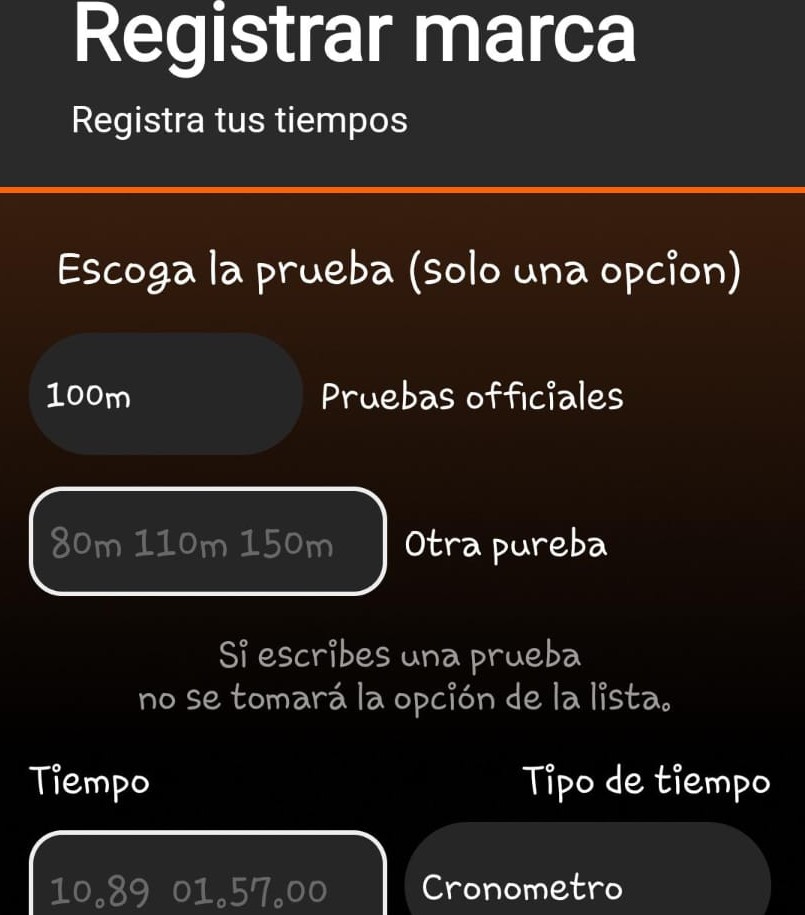 Registrar marca
Registra tus tiempos
Escoga la prueba (solo una opcion)
100m
Pruebas officiales
80m 110m 150m
Otra pureba
Si escribes una prueba
no se tomará la opción de la lista.
Tiempo
Tipo de tiempo
10.89 01.57.00
Cronometro